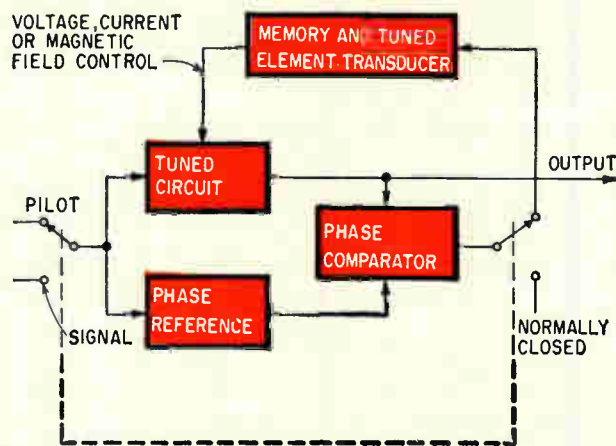 VOLTAGE, CURRENT
OR MAGNETIC
FIELD CONTROL
MEMORY AND TUNED
ELEMENT TRANSDUCER
TUNED
CIRCUIT
OUTPUT
PILOT
PHASE
COMPARATOR
PHASE
REFERENCE
SIGNAL
NORMALLY
CLOSED